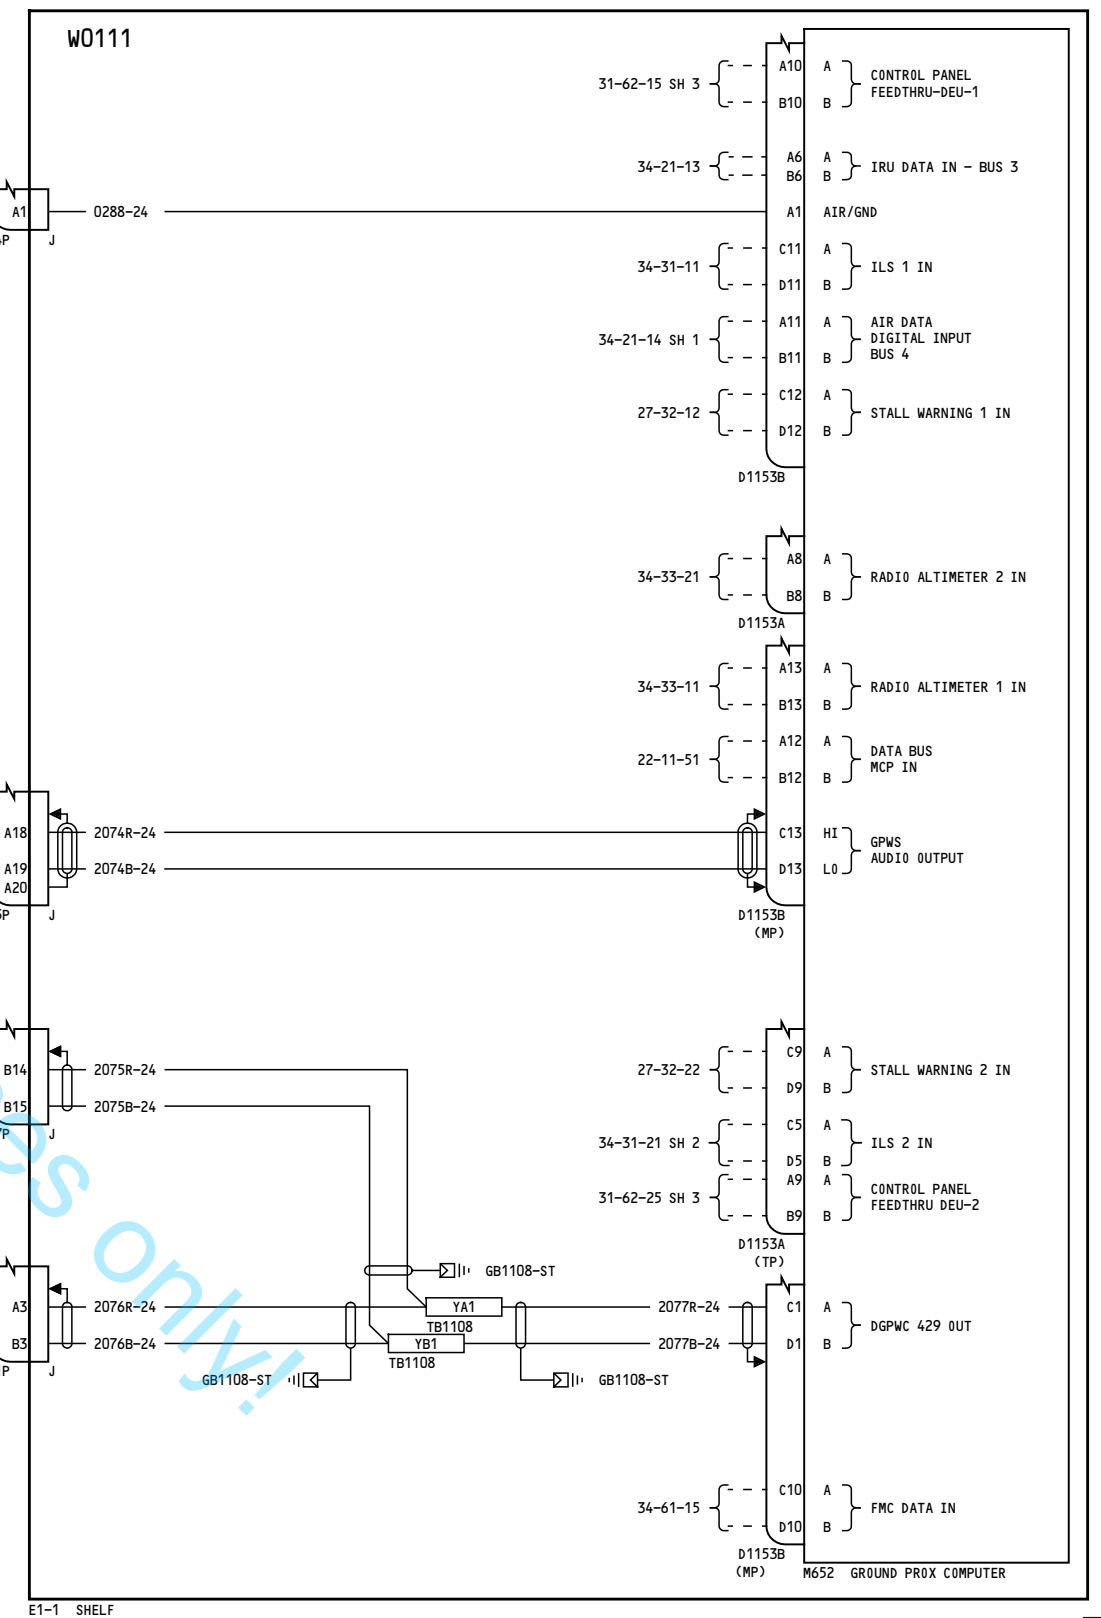 W0111
A10 A
31-62-15 SH 3
CONTROL PANEL
FEEDTHRU-DEU-1
B10 B
A6 A
34-21-13
IRU DATA IN - BUS 3
B6 B
A1
0288-24
A1 AIR/GND
J
C11 A
34-31-11
ILS 1 IN
D11 B
A11 A
34-21-14 SH 1
AIR DATA
DIGITAL INPUT
BUS 4
B11 B
C12 A
27-32-12
STALL WARNING 1 IN
D12 B
D1153B
A8 A
34-33-21
RADIO ALTIMETER 2 IN
B8 B
D1153A
A13 A
34-33-11
RADIO ALTIMETER 1 IN
B13 B
A12 A
22-11-51
DATA BUS
MCP IN
B12 B
A18
2074R-24
C13 HI
GPWS
AUDIO OUTPUT
A19
2074B-24
D13 LO
A20
J
D1153B
(MP)
C9 A
27-32-22
STALL WARNING 2 IN
D9 B
B14
2075R-24
B15
2075B-24
J
C5 A
34-31-21 SH 2
ILS 2 IN
D5 B
A9 A
31-62-25 SH 3
CONTROL PANEL
FEEDTHRU DEU-2
B9 B
D1153A
(TP)
GB1108-ST
A3
2076R-24
YA1
TB1108
2077R-24
C1 A
DGPWC 429 OUT
B3
2076B-24
YB1
TB1108
2077B-24
D1 B
J
GB1108-ST
GB1108-ST
C10 A
34-61-15
FMC DATA IN
D10 B
D1153B
(MP)
M652 GROUND PROX COMPUTER
E1-1 SHELF
only!